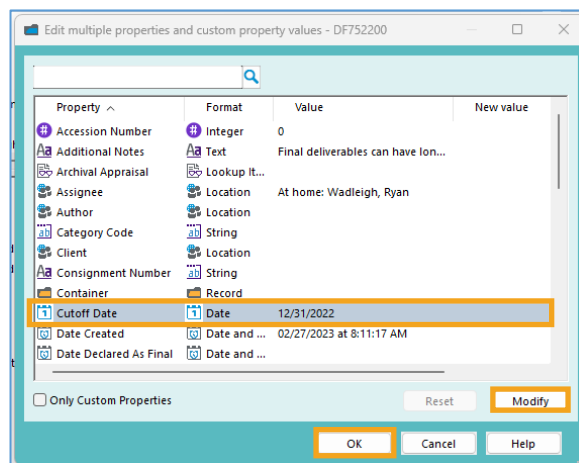 Edit multiple properties and custom property values - DF752200
Property Format Value New value
Accession Number Integer 0
Additional Notes Text Final deliverables can have lon...
Archival Appraisal Lookup It...
Assignee Location At home: Wadleigh, Ryan
Author Location
Category Code String
Client Location
Consignment Number String
Container Record
Cutoff Date Date 12/31/2022
Date Created Date and ... 02/27/2023 at 8:11:17 AM
Date Declared As Final Date and ...
Only Custom Properties Reset Modify
OK Cancel Help